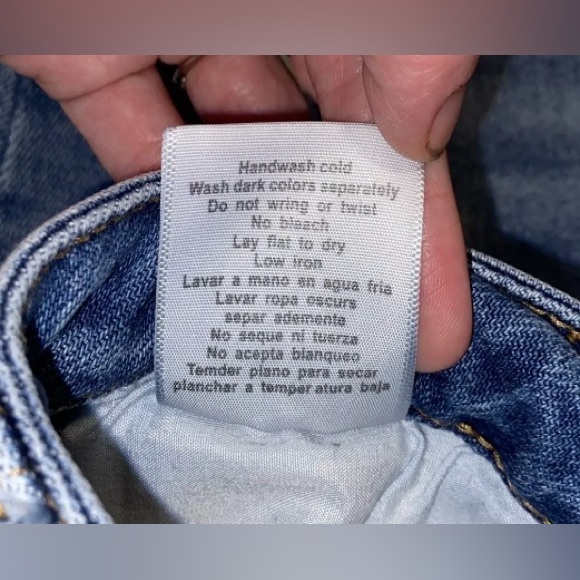 Handwash cold
Wash dark colors separately
Do not wring or twist
No bleach
Lay flat to dry
Low iron
Lavar a mano en agua fria
Lavar ropa oscurs
separ ademente
No seque ni tuerza
No acepta blanqueo
Temder plano para secar
planchar a temperatura baja